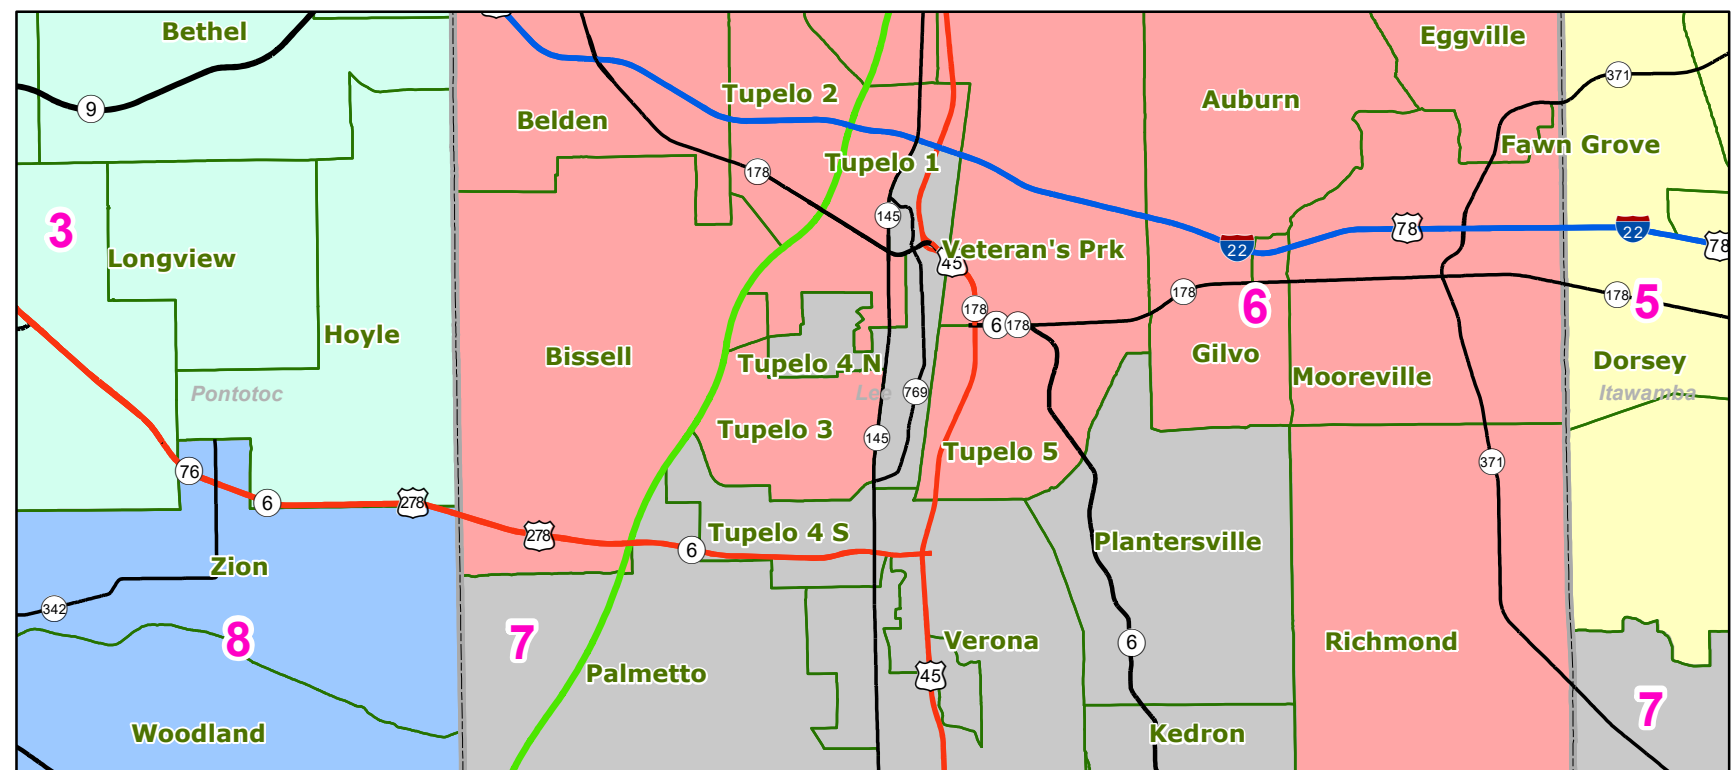 Bethel
Eggville
371
Tupelo 2
Auburn
9
Belden
Fawn Grove
Tupelo 1
178
145
3
78
22
78
22
Veteran's Prk
Longview
45
178
178
5
6
178
6
178
Hoyle
Bissell
Gilvo
Dorsey
Tupelo 4 N
Mooreville
Pontotoc
Lee
769
Itawamba
Tupelo 3
145
Tupelo 5
371
76
6
278
278
Tupelo 4 S
6
Plantersville
Zion
342
8
7
Verona
6
Richmond
Palmetto
45
7
Woodland
Kedron